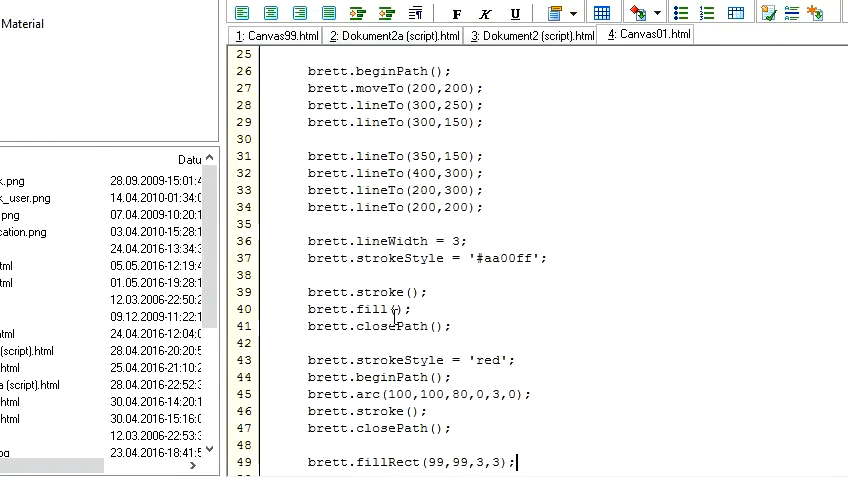 Material
F K U
1: Canvas99.html 2: Dokument2a (script).html 3: Dokument2 (script).html 4: Canvas01.html
Datu
k.png 28.09.2009-15:01:4
k_user.png 14.04.2010-01:34:0
png 07.04.2009-10:20:1
cation.png 03.04.2010-15:28:1
24.04.2016-13:34:3
tml 05.05.2016-12:19:4
tml 01.05.2016-19:28:1
12.03.2006-22:50:2
09.12.2009-11:22:1
html 24.04.2016-12:04:0
(script).html 28.04.2016-20:20:5
.html 25.04.2016-21:10:2
a (script).html 28.04.2016-22:52:3
html 30.04.2016-14:20:1
html 30.04.2016-15:16:0
12.03.2006-22:53:3
pg 23.04.2016-18:41:5
25
26 brett.beginPath();
27 brett.moveTo(200,200);
28 brett.lineTo(300,250);
29 brett.lineTo(300,150);
30
31 brett.lineTo(350,150);
32 brett.lineTo(400,300);
33 brett.lineTo(200,300);
34 brett.lineTo(200,200);
35
36 brett.lineWidth = 3;
37 brett.strokeStyle = '#aa00ff';
38
39 brett.stroke();
40 brett.fill();
41 brett.closePath();
42
43 brett.strokeStyle = 'red';
44 brett.beginPath();
45 brett.arc(100,100,80,0,3,0);
46 brett.stroke();
47 brett.closePath();
48
49 brett.fillRect(99,99,3,3);